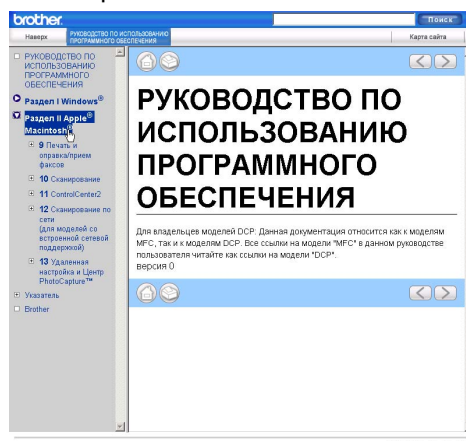 brother.
Поиск
Наверх
РУКОВОДСТВО ПО ИСПОЛЬЗОВАНИЮ
ПРОГРАММНОГО ОБЕСПЕЧЕНИЯ
Карта сайта
РУКОВОДСТВО ПО
ИСПОЛЬЗОВАНИЮ
ПРОГРАММНОГО
ОБЕСПЕЧЕНИЯ
Раздел I Windows®
Раздел II Apple®
Macintosh®
9 Печать и
оправка/прием
факсов
10 Сканирование
11 ControlCenter2
12 Сканирование по
сети
(для моделей со
встроенной сетевой
поддержкой)
13 Удаленная
настройка и Центр
PhotoCapture™
Указатель
Brother
РУКОВОДСТВО ПО
ИСПОЛЬЗОВАНИЮ
ПРОГРАММНОГО
ОБЕСПЕЧЕНИЯ
Для владельцев моделей DCP: Данная документация относится как к моделям
MFC, так и к моделям DCP. Все ссылки на модели "MFC" в данном руководстве
пользователя читайте как ссылки на модели "DCP".
версия 0